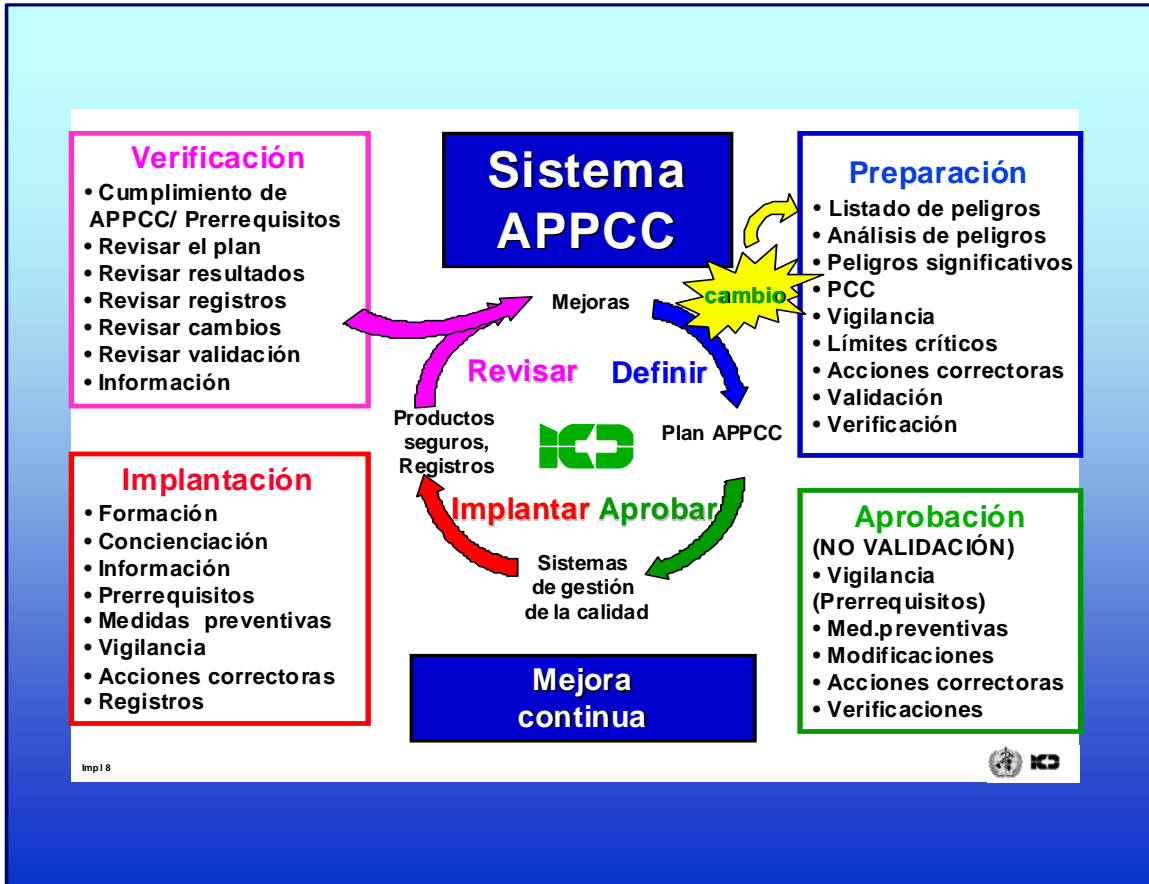 Verificación
• Cumplimiento de
APPCC/ Prerrequisitos
• Revisar el plan
• Revisar resultados
• Revisar registros
• Revisar cambios
• Revisar validación
• Información
Sistema
APPCC
Preparación
• Listado de peligros
• Análisis de peligros
• Peligros significativos
• PCC
• Vigilancia
• Límites críticos
• Acciones correctoras
• Validación
• Verificación
cambio
Mejoras
Revisar
Definir
Productos
seguros,
Registros
Plan APPCC
Implantar
Aprobar
Sistemas
de gestión
de la calidad
Implantación
• Formación
• Concienciación
• Información
• Prerrequisitos
• Medidas preventivas
• Vigilancia
• Acciones correctoras
• Registros
Aprobación
(NO VALIDACIÓN)
• Vigilancia
(Prerrequisitos)
• Med.preventivas
• Modificaciones
• Acciones correctoras
• Verificaciones
Mejora
continua
Impl 8